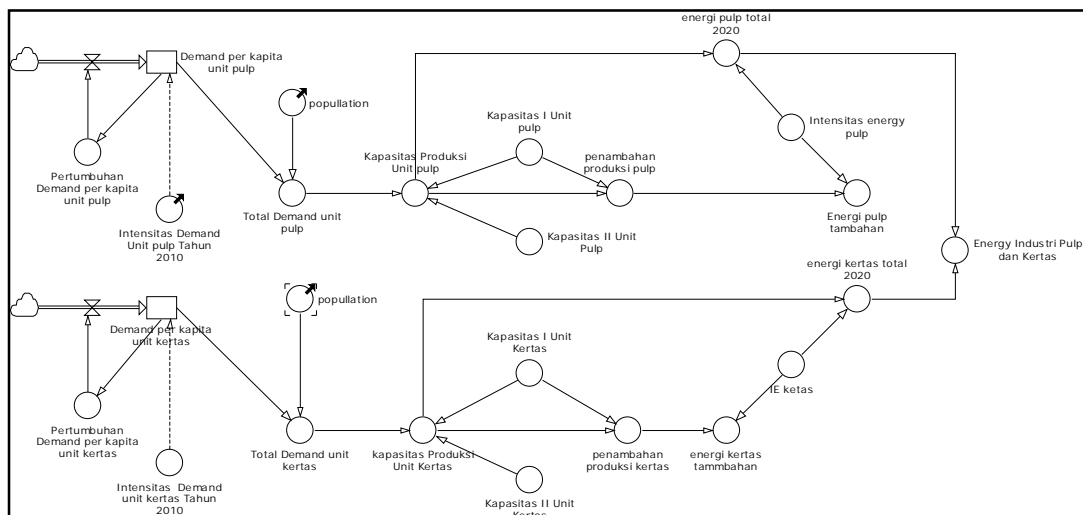 energi pulp total
2020
Demand per kapita
unit pulp
popullation
Kapasitas I Unit
pulp
Intensitas energy
pulp
Kapasitas Produksi
Unit pulp
penambahan
produksi pulp
Pertumbuhan
Demand per kapita
unit pulp
Total Demand unit
pulp
Energi pulp
tambahan
Intensitas Demand
Unit pulp Tahun
2010
Kapasitas II Unit
Pulp
Energy Industri Pulp
dan Kertas
energi kertas total
2020
popullation
Demand per kapita
unit kertas
Kapasitas I Unit
Kertas
IE ketas
Pertumbuhan
Demand per kapita
unit kertas
Total Demand unit
kertas
kapasitas Produksi
Unit Kertas
penambahan
produksi kertas
energi kertas
tammbahan
Intensitas Demand
unit kertas Tahun
2010
Kapasitas II Unit
Kertas